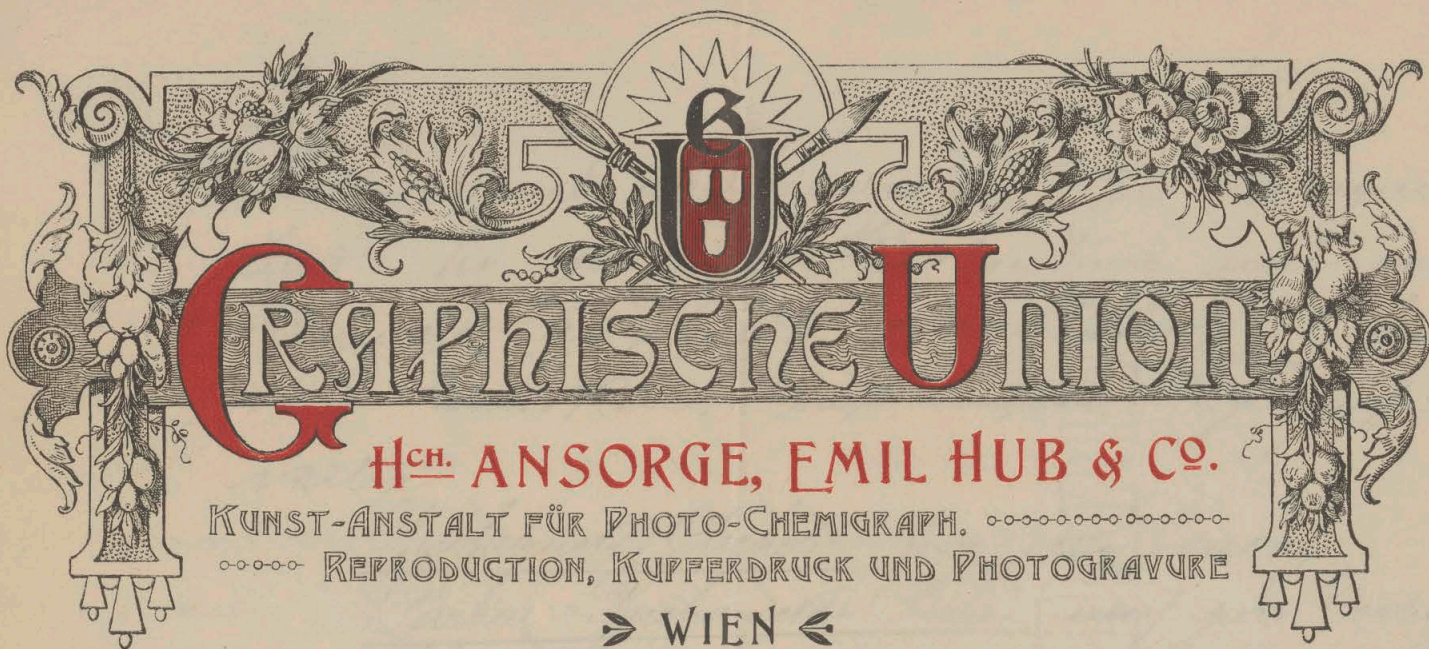 GU
GRAPHISCHE UNION
HCH. ANSORGE, EMIL HUB & CO.
KUNST-ANSTALT FÜR PHOTO-CHEMIGRAPH.
REPRODUCTION, KUPFERDRUCK UND PHOTOGRAVURE
WIEN